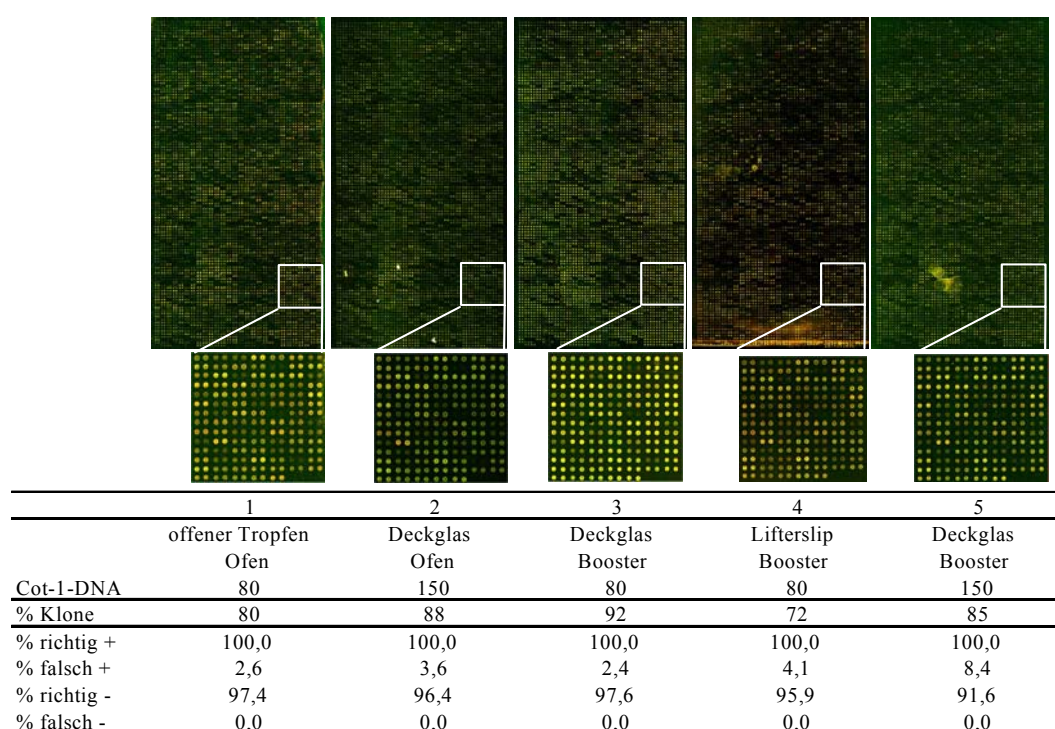 1 2 3 4 5
offener Tropfen Deckglas Deckglas Lifterslip Deckglas
Ofen Ofen Booster Booster Booster
Cot-1-DNA 80 150 80 80 150
% Klone 80 88 92 72 85
% richtig + 100,0 100,0 100,0 100,0 100,0
% falsch + 2,6 3,6 2,4 4,1 8,4
% richtig - 97,4 96,4 97,6 95,9 91,6
% falsch - 0,0 0,0 0,0 0,0 0,0